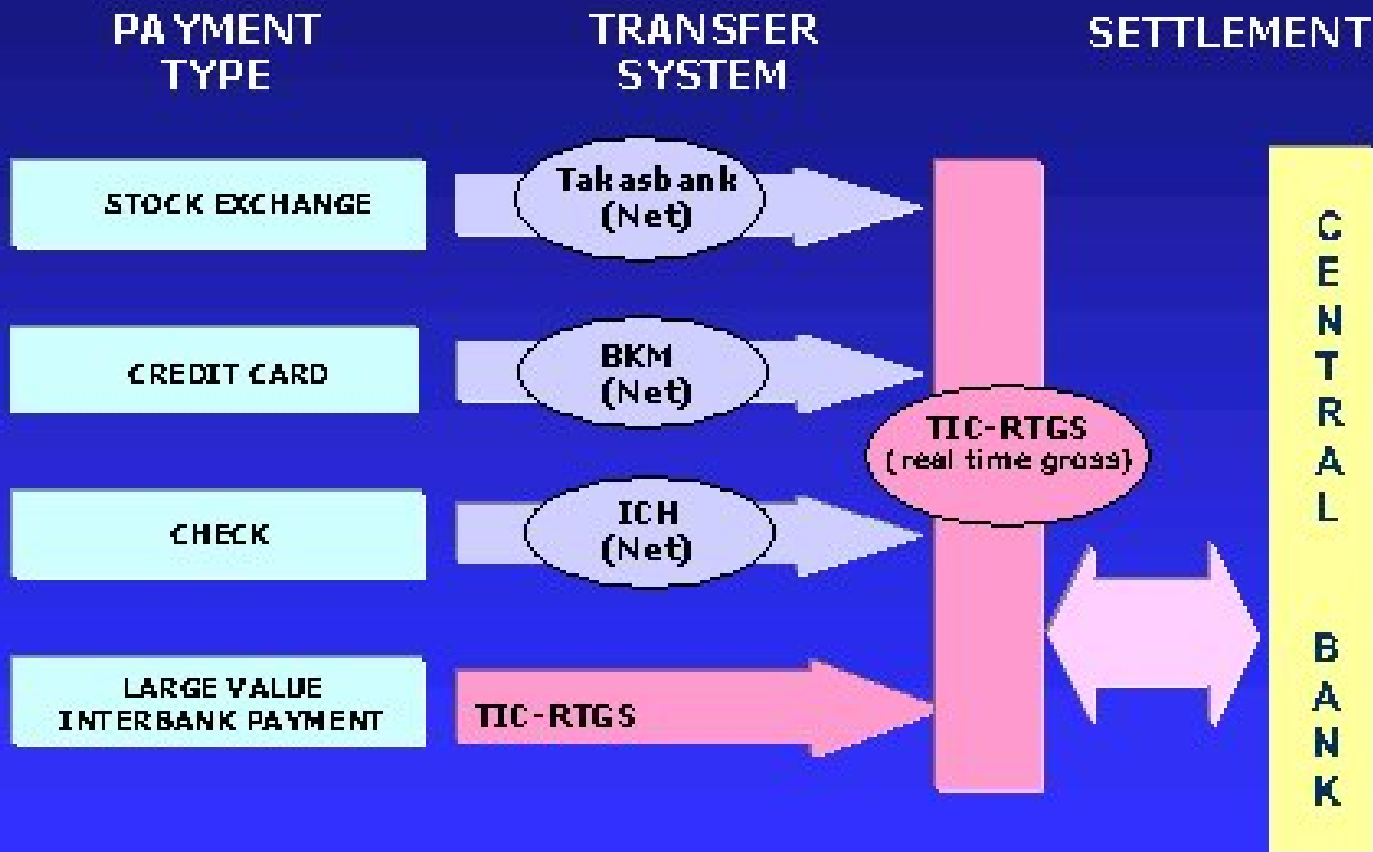 PAYMENT
TYPE
TRANSFER
SYSTEM
SETTLEMENT
STOCK EXCHANGE
Takasbank
(Net)
CREDIT CARD
BKM
(Net)
TIC-RTGS
(real time gross)
CHECK
ICH
(Net)
LARGE VALUE
INTERBANK PAYMENT
TIC-RTGS
CENTRAL
BANK